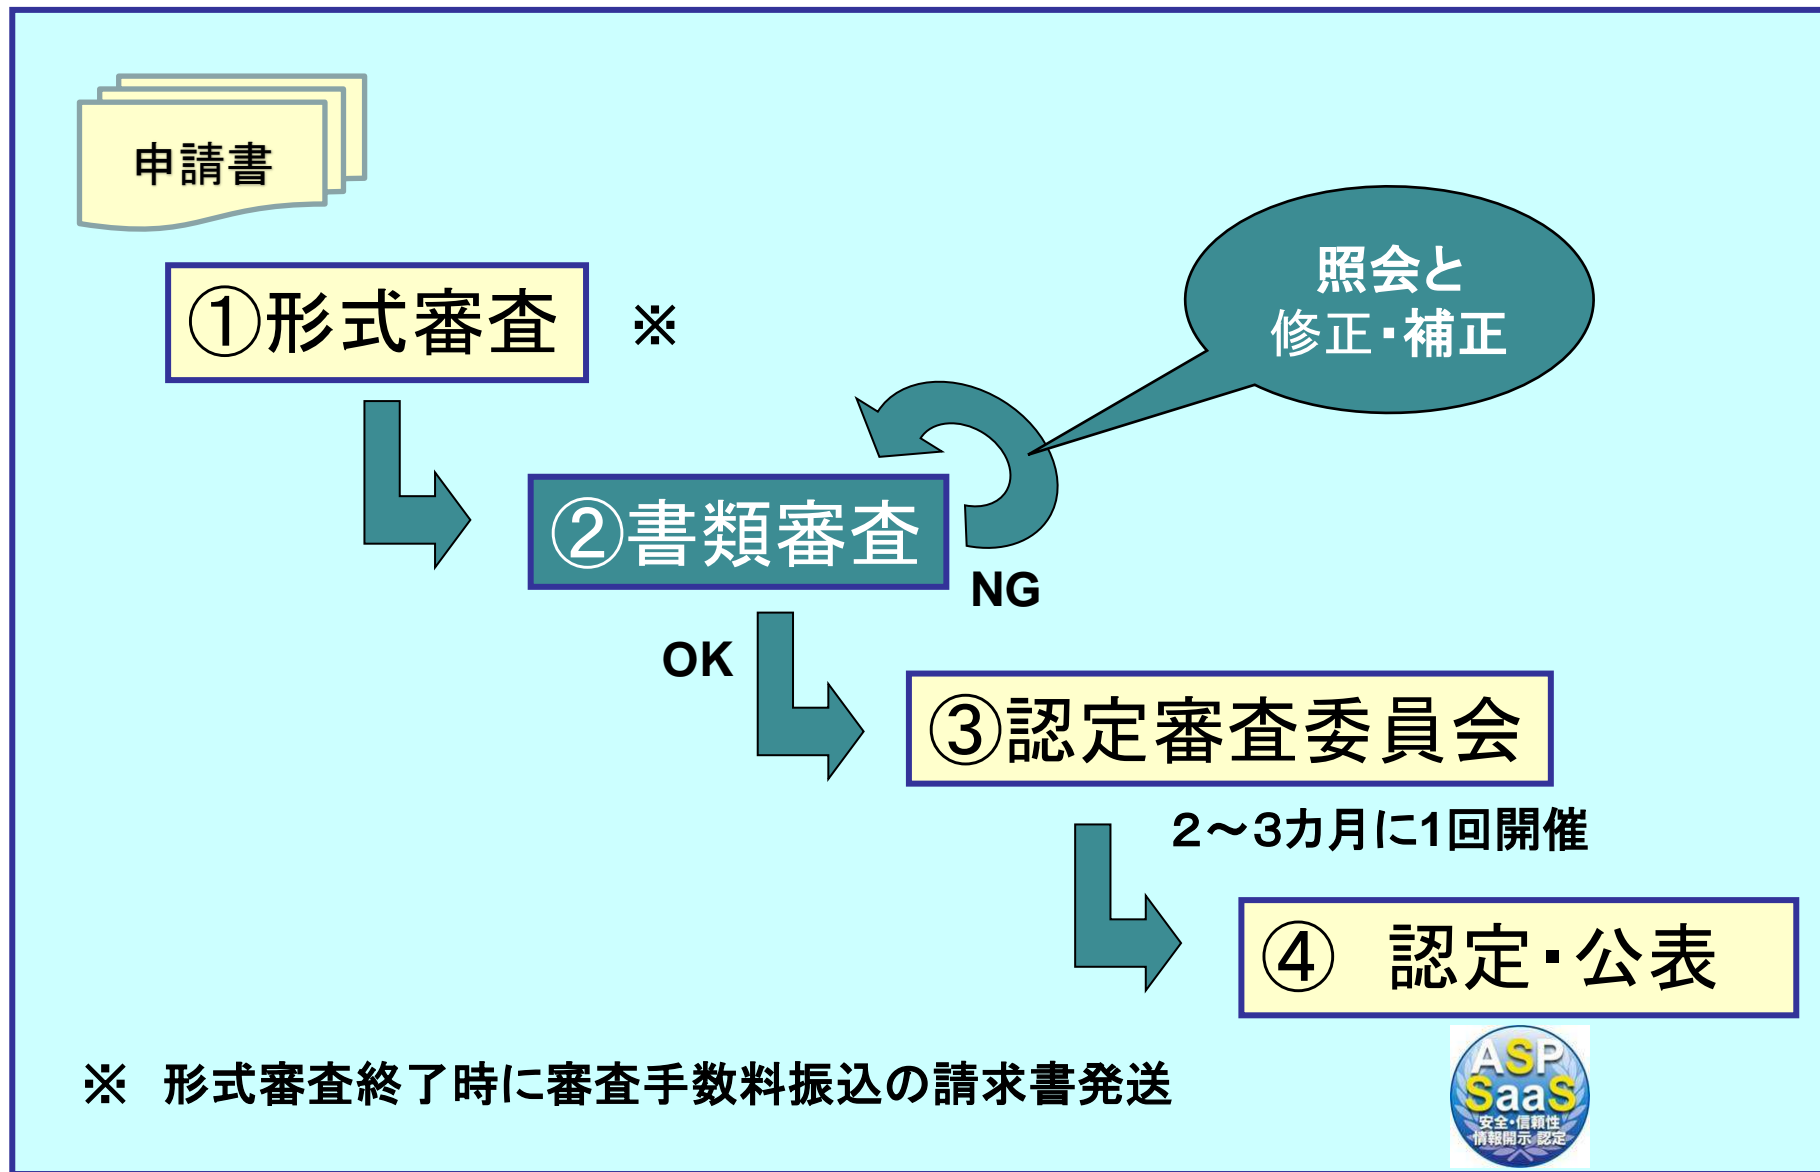 申請書
①形式審査 ※
照会と
修正・補正
②書類審査
NG
OK
③認定審査委員会
2～3カ月に1回開催
④ 認定・公表
※ 形式審査終了時に審査手数料振込の請求書発送
ASP
SaaS
安全・信頼性
情報開示 認定